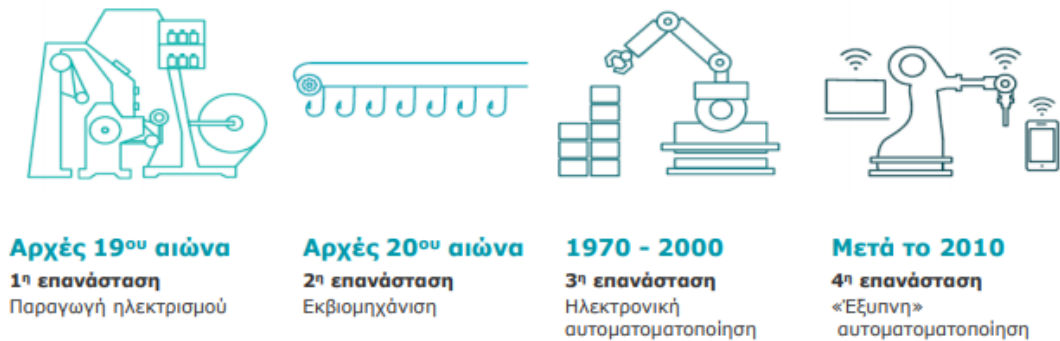 Αρχές 19ου αιώνα
1η επανάσταση
Παραγωγή ηλεκτρισμού
Αρχές 20ου αιώνα
2η επανάσταση
Εκβιομηχάνιση
1970 - 2000
3η επανάσταση
Ηλεκτρονική
αυτοματοματοποίηση
Μετά το 2010
4η επανάσταση
«Έξυπνη»
αυτοματοματοποίηση